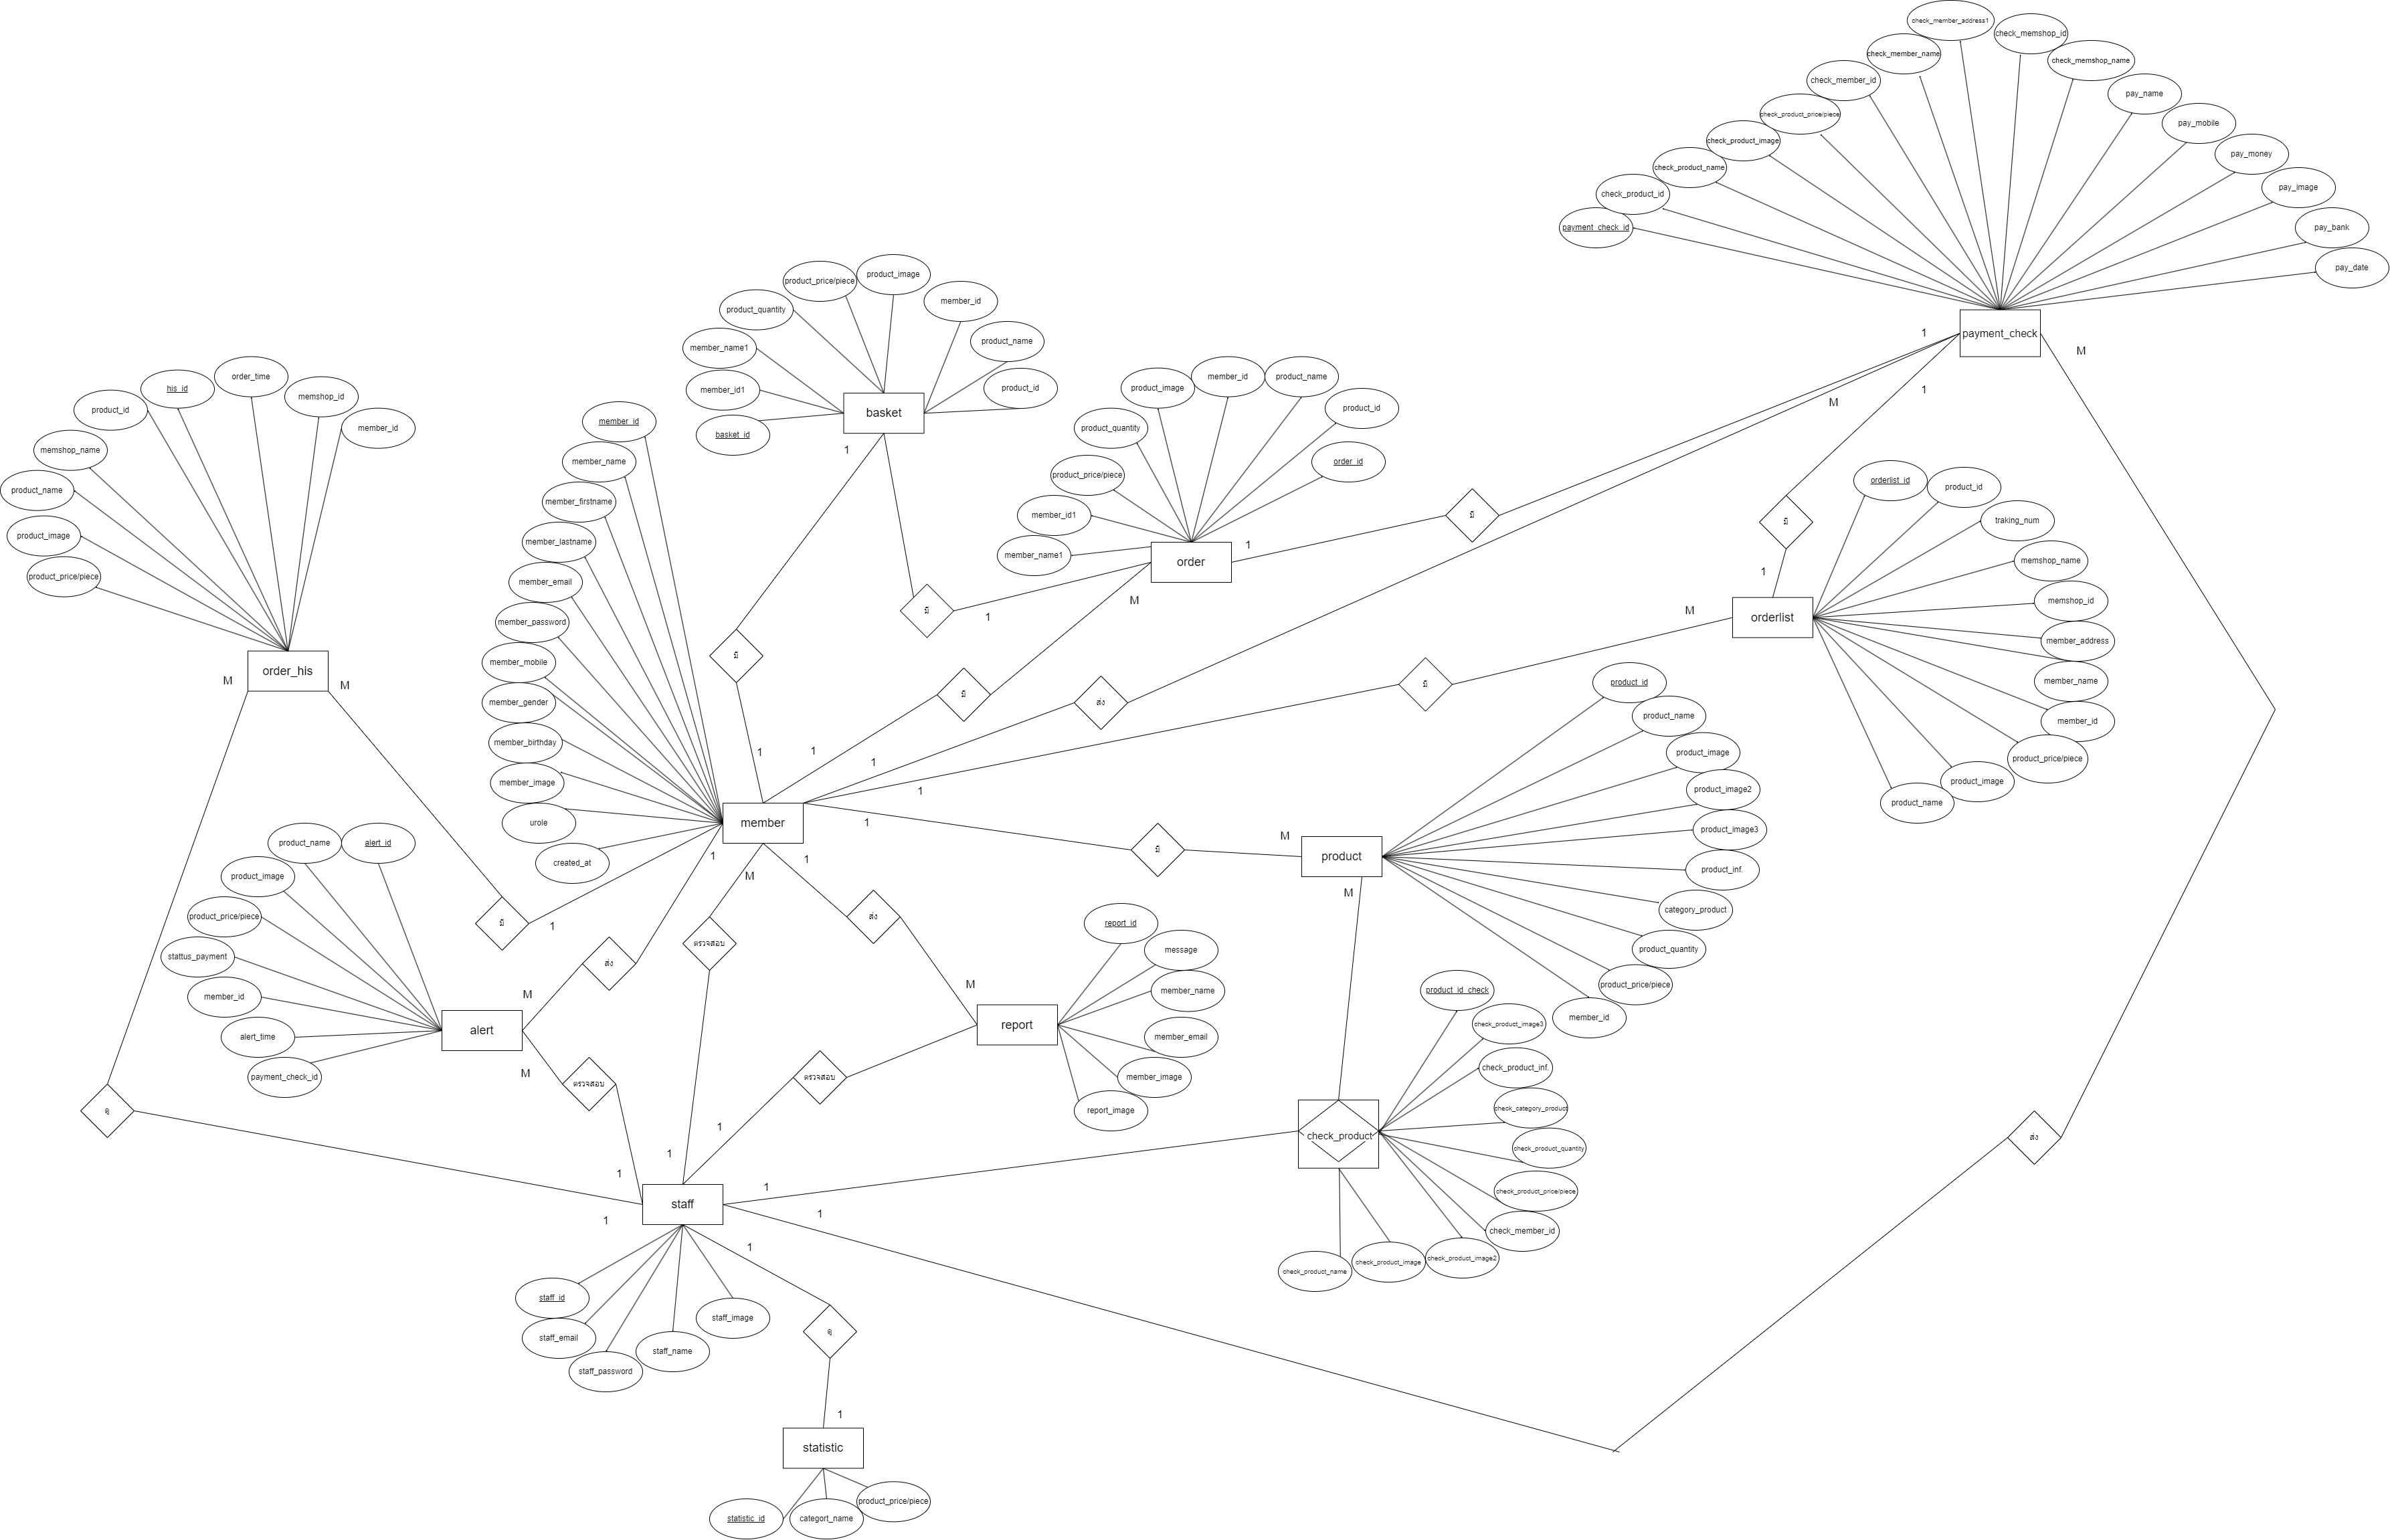 check_member_address1
check_memshop_id
check_member_name
check_memshop_name
check_member_id
pay_name
check_product_price/piece
pay_mobile
check_product_image
pay_money
check_product_name
pay_image
check_product_id
payment_check_id
pay_bank
pay_date
payment_check
1
M
1
M
product_image
product_price/piece
member_id
product_quantity
product_name
member_name1
product_id
member_id1
basket
basket_id
1
product_image
member_id
product_name
product_id
product_quantity
order_id
product_price/piece
member_id1
member_name1
order
1
M
มี
มี
1
order_time
his_id
memshop_id
product_id
member_id
memshop_name
product_name
product_image
product_price/piece
order_his
M
M
member_id
member_name
member_firstname
member_lastname
member_email
member_password
member_mobile
member_gender
member_birthday
member_image
urole
created_at
member
มี
มี
ส่ง
มี
มี
1
orderlist_id
product_id
traking_num
memshop_name
memshop_id
member_address
member_name
member_id
product_price/piece
product_image
product_name
orderlist
M
1
1
1
1
1
มี
M
product
M
product_id
product_name
product_image
product_image2
product_image3
product_inf.
category_product
product_quantity
product_price/piece
member_id
alert_id
product_name
product_image
product_price/piece
stattus_payment
member_id
alert_time
payment_check_id
alert
M
M
มี
1
ส่ง
1
M
1
ตรวจสอบ
ส่ง
M
report_id
message
member_name
member_email
member_image
report_image
report
ตรวจสอบ
ตรวจสอบ
product_id_check
check_product_image3
check_product_inf.
check_category_product
check_product_quantity
check_product_price/piece
check_member_id
check_product_image2
check_product_image
check_product_name
check_product
ดู
ส่ง
1
1
1
1
staff
1
1
1
staff_id
staff_email
staff_password
staff_name
staff_image
ดู
1
statistic
product_price/piece
statistic_id
categort_name